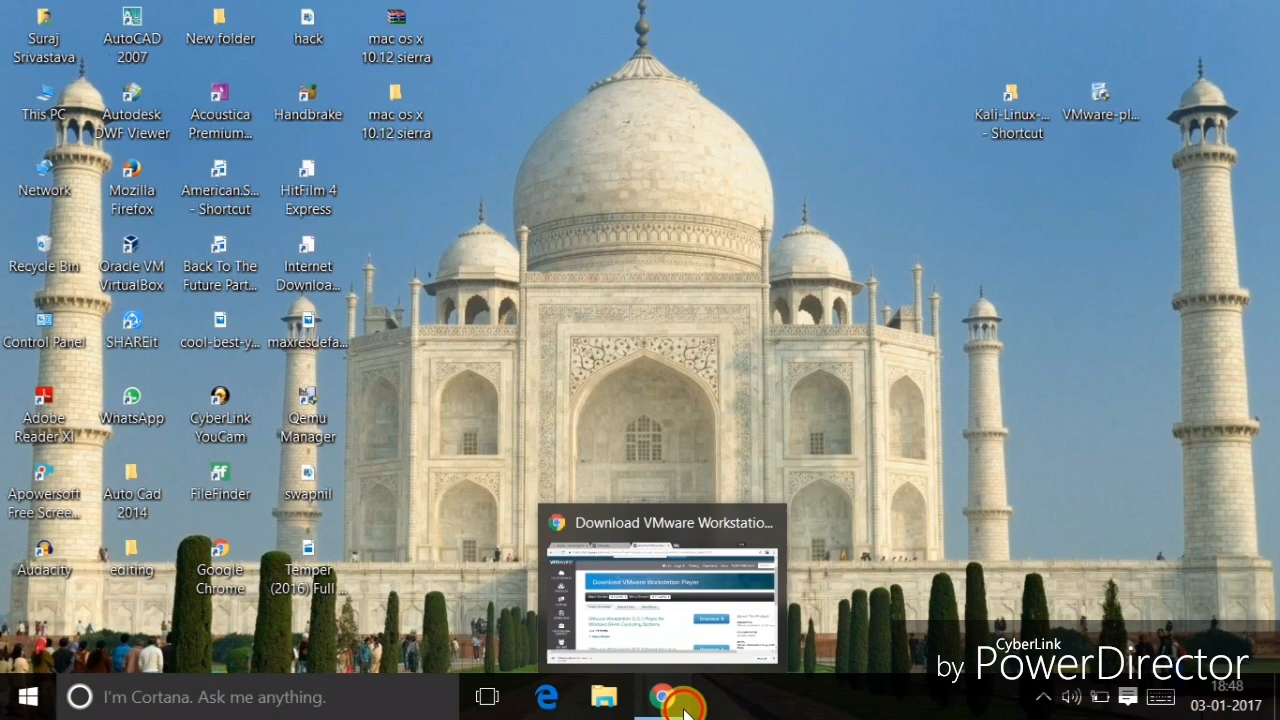 Suraj
Srivastava
AutoCAD
2007
New folder
hack
mac os x
10.12 sierra
This PC
Autodesk
DWF Viewer
Acoustica
Premium...
Handbrake
mac os x
10.12 sierra
Kali-Linux-...
- Shortcut
VMware-pl...
Network
Mozilla
Firefox
American.S...
- Shortcut
HitFilm 4
Express
Recycle Bin
Oracle VM
VirtualBox
Back To The
Future Part...
Internet
Downloa...
Control Panel
SHAREit
cool-best-y...
maxresdefa...
Adobe
Reader XI
WhatsApp
CyberLink
YouCam
Qemu
Manager
Apowersoft
Free Scree...
Auto Cad
2014
FileFinder
swapnil
Audacity
editing
Google
Chrome
Temper
(2016) Full...
Download VMware Workstatio...
Download VMware Workstation Player
Download
CyberLink
by PowerDirector
I'm Cortana. Ask me anything.
18:48
03-01-2017